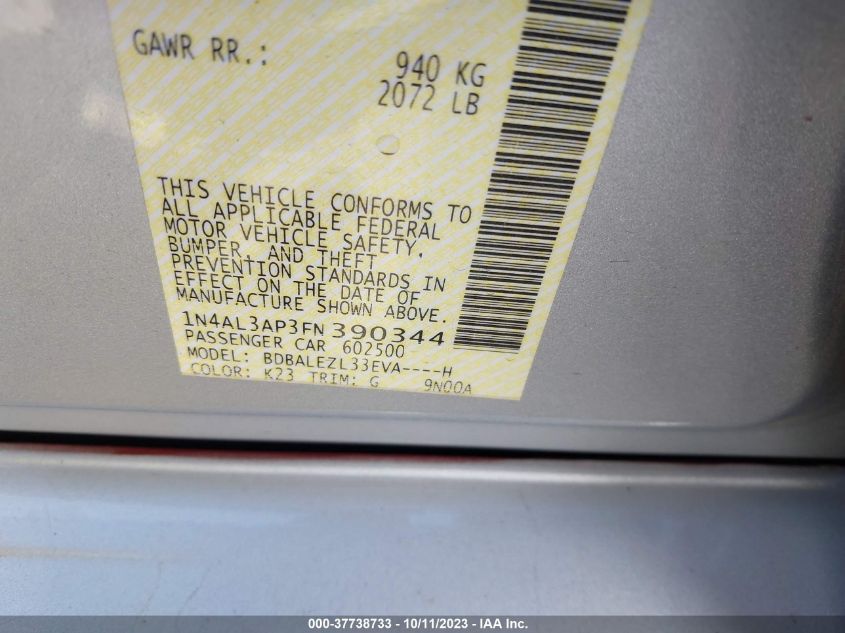 GAWR RR.:
940 KG
2072 LB
THIS VEHICLE CONFORMS TO
ALL APPLICABLE FEDERAL
MOTOR VEHICLE SAFETY,
BUMPER, AND THEFT
PREVENTION STANDARDS IN
EFFECT ON THE DATE OF
MANUFACTURE SHOWN ABOVE.
1N4AL3AP3FN390344
PASSENGER CAR 602500
MODEL: BDBALEZL33EVA----H
COLOR: K23 TRIM: G 9N00A
000-37738733 - 10/11/2023 - IAA Inc.